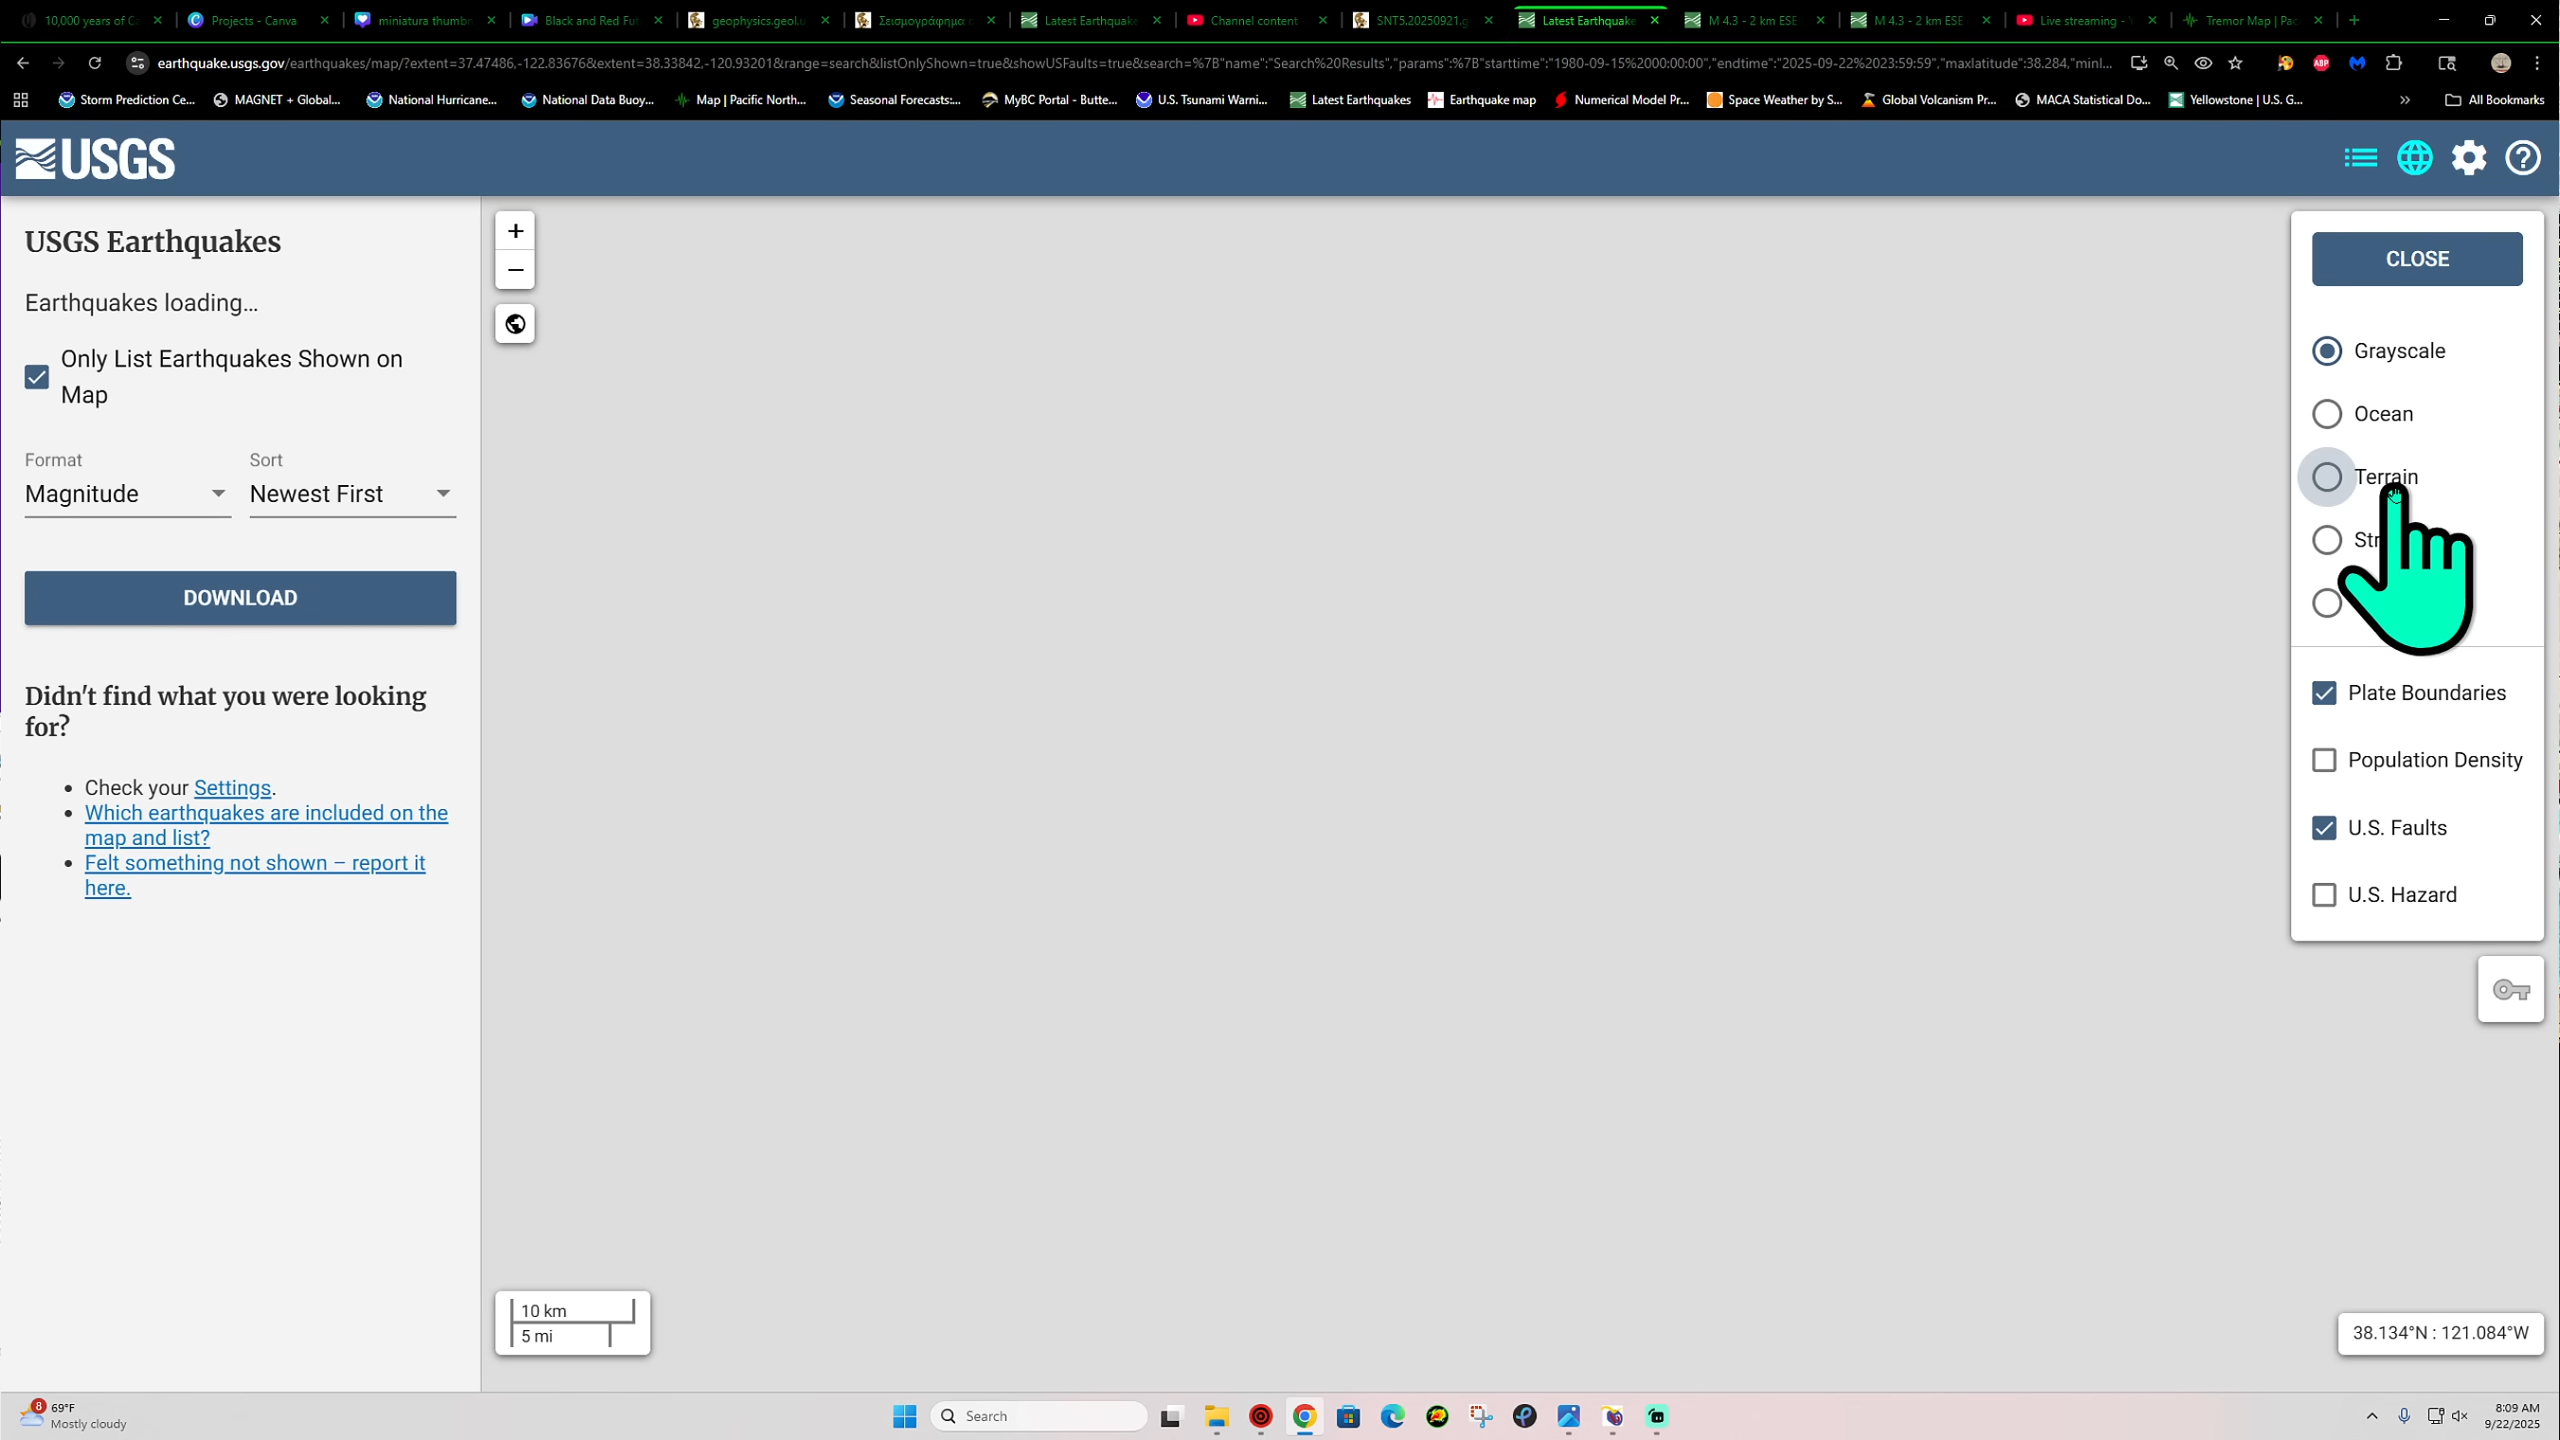 10,000 years of C
Projects - Canva
miniatura thumbn
Black and Red Fut
geophysics.geol.u
Σεισμογράφημα σ
Latest Earthquake
Channel content
SNT5.20250921.g
Latest Earthquake
M 4.3 - 2 km ESE
M 4.3 - 2 km ESE
Live streaming - Y
Tremor Map | Pac
earthquake.usgs.gov/earthquakes/map/?extent=37.47486,-122.83676&extent=38.33842,-120.93201&range=search&listOnlyShown=true&showUSFaults=true&search=%7B"name":"Search%20Results","params":%7B"starttime":"1980-09-15%2000:00:00","endtime":"2025-09-22%2023:59:59","maxlatitude":38.284,"minl...
Storm Prediction Ce...
MAGNET + Global...
National Hurricane...
National Data Buoy...
Map | Pacific North...
Seasonal Forecasts:...
MyBC Portal - Butte...
U.S. Tsunami Warni...
Latest Earthquakes
Earthquake map
Numerical Model Pr...
Space Weather by S...
Global Volcanism Pr...
MACA Statistical Do...
Yellowstone | U.S. G...
All Bookmarks
USGS
USGS Earthquakes
Earthquakes loading...
Only List Earthquakes Shown on
Map
Format
Sort
Magnitude
Newest First
DOWNLOAD
Didn't find what you were looking
for?
Check your Settings.
Which earthquakes are included on the
map and list?
Felt something not shown – report it
here.
CLOSE
Grayscale
Ocean
Terrain
Plate Boundaries
Population Density
U.S. Faults
U.S. Hazard
10 km
5 mi
38.134°N : 121.084°W
8
69°F
Mostly cloudy
Search
8:09 AM
9/22/2025